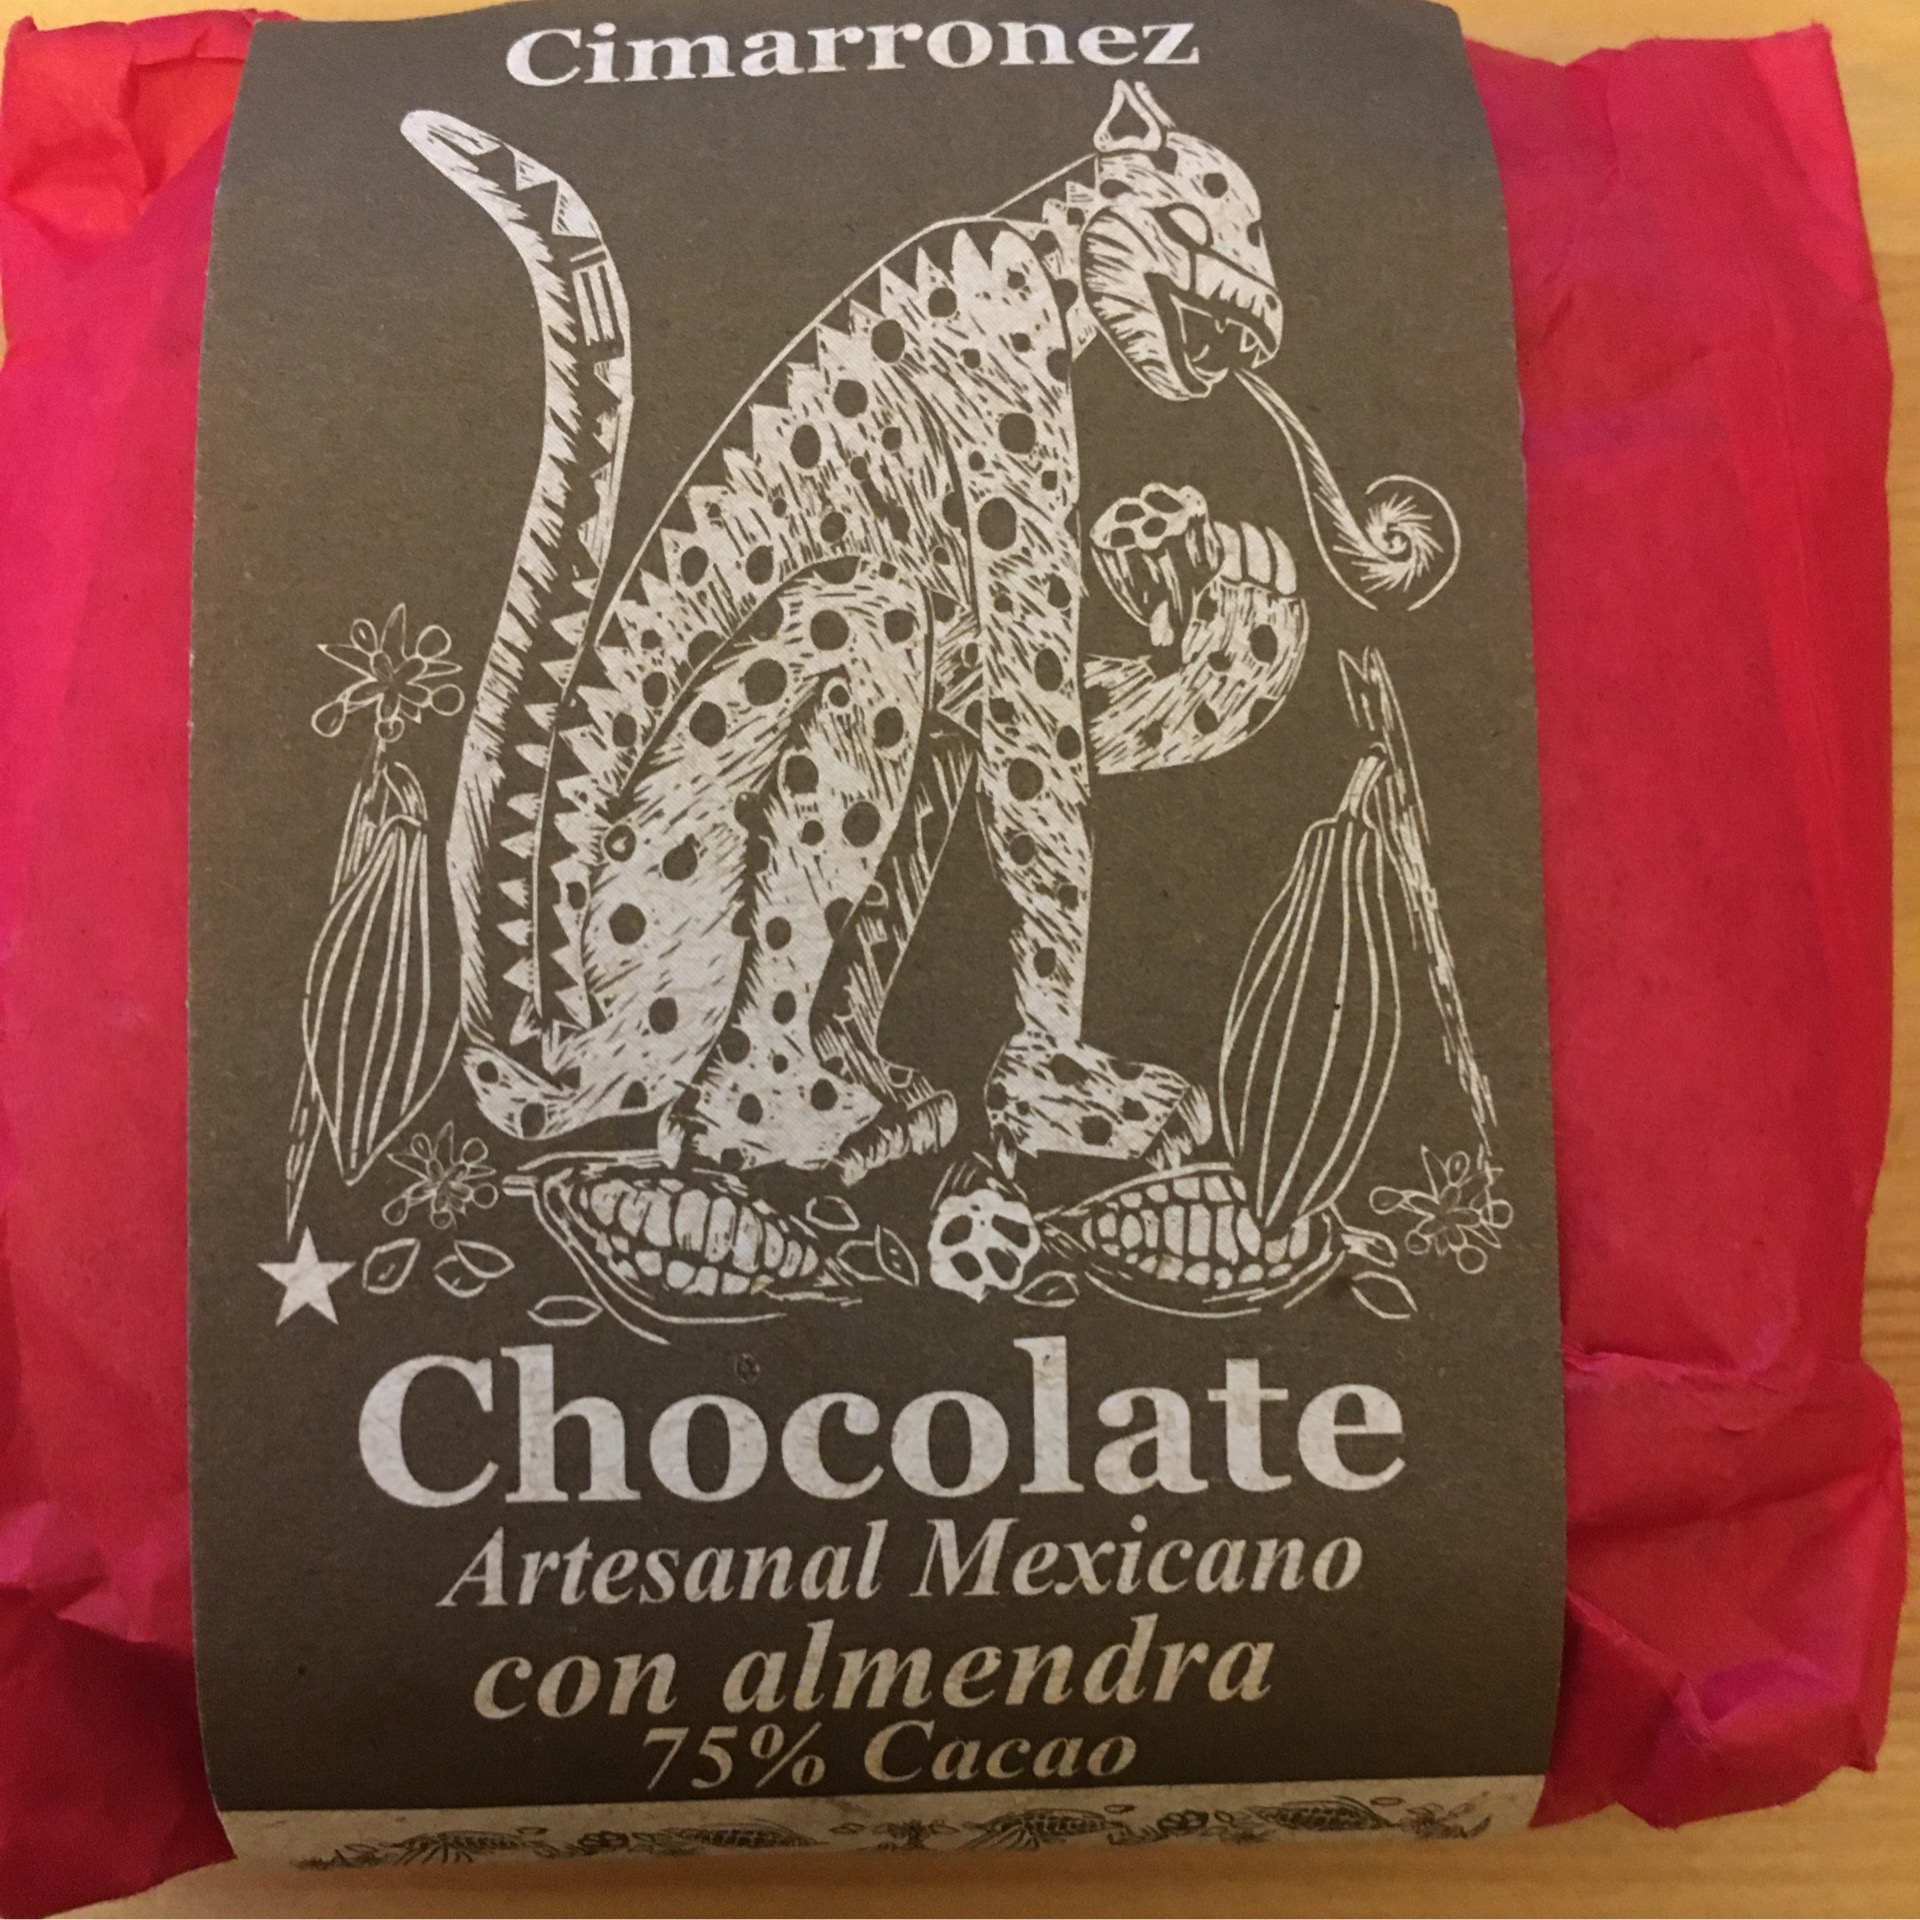 Cimarronez
Chocolate
Artesanal Mexicano
con almendra
75% Cacao